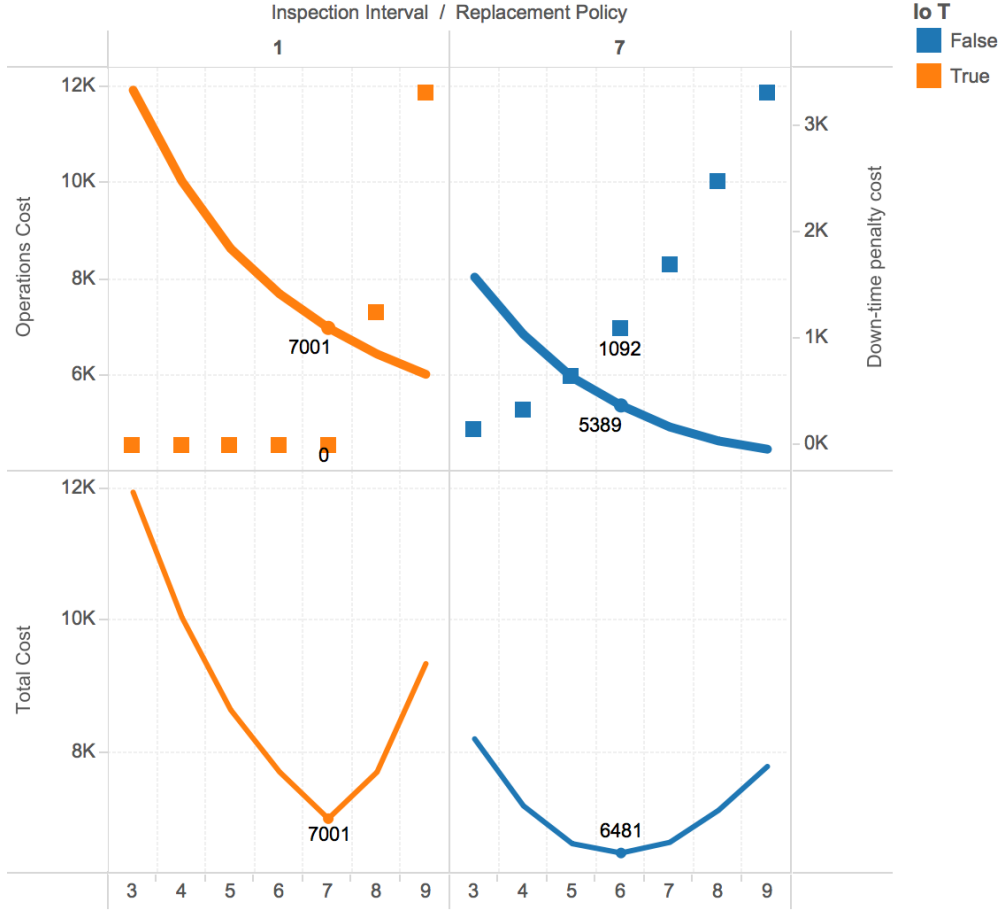 Inspection Interval / Replacement Policy
Io T
False
True
1
7
12K
10K
8K
6K
Operations Cost
7001
0
1092
5389
3K
2K
1K
0K
Down-time penalty cost
12K
10K
8K
Total Cost
7001
6481
3 4 5 6 7 8 9 3 4 5 6 7 8 9